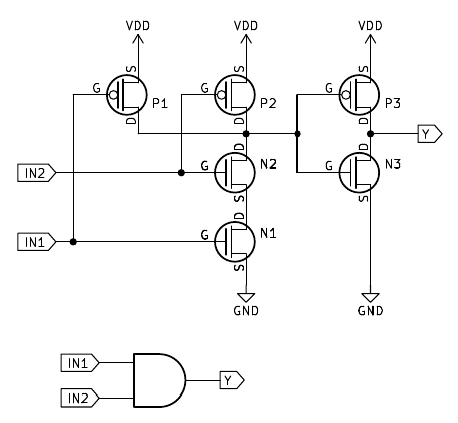 VDD VDD VDD
S S S
G P1 G P2 G P3
D D D
Y
D D
IN2 G N2 G N3
S S
D
IN1 G N1
S
GND GND
IN1
Y
IN2